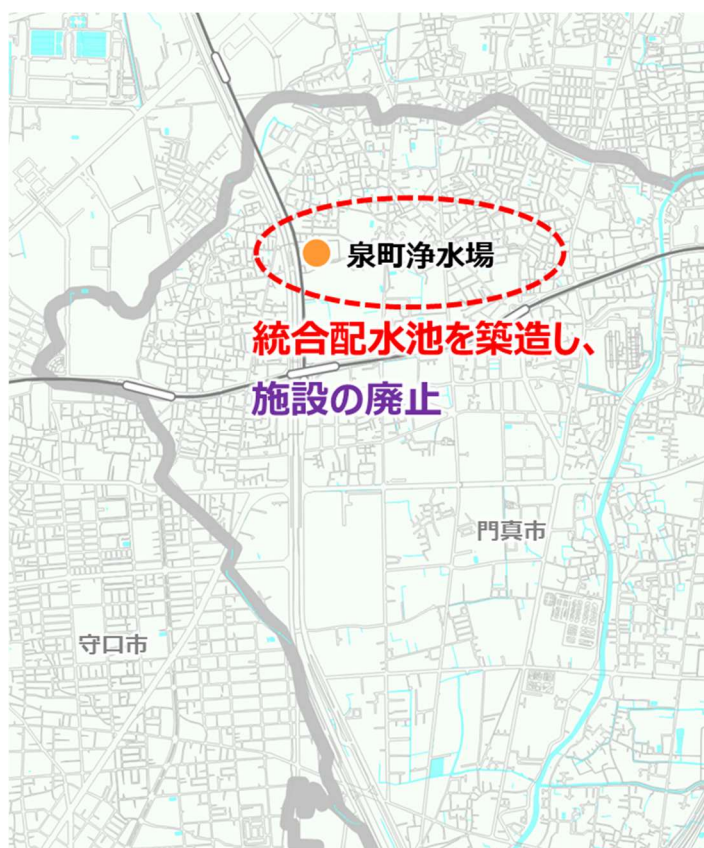 泉町浄水場
統合配水池を築造し、
施設の廃止
門真市
守口市